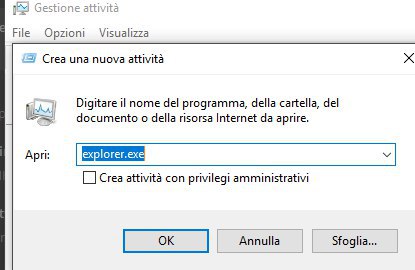 Gestione attività
File Opzioni Visualizza
Crea una nuova attività
Digitare il nome del programma, della cartella, del
documento o della risorsa Internet da aprire.
Apri: explorer.exe
Crea attività con privilegi amministrativi
OK Annulla Sfoglia...